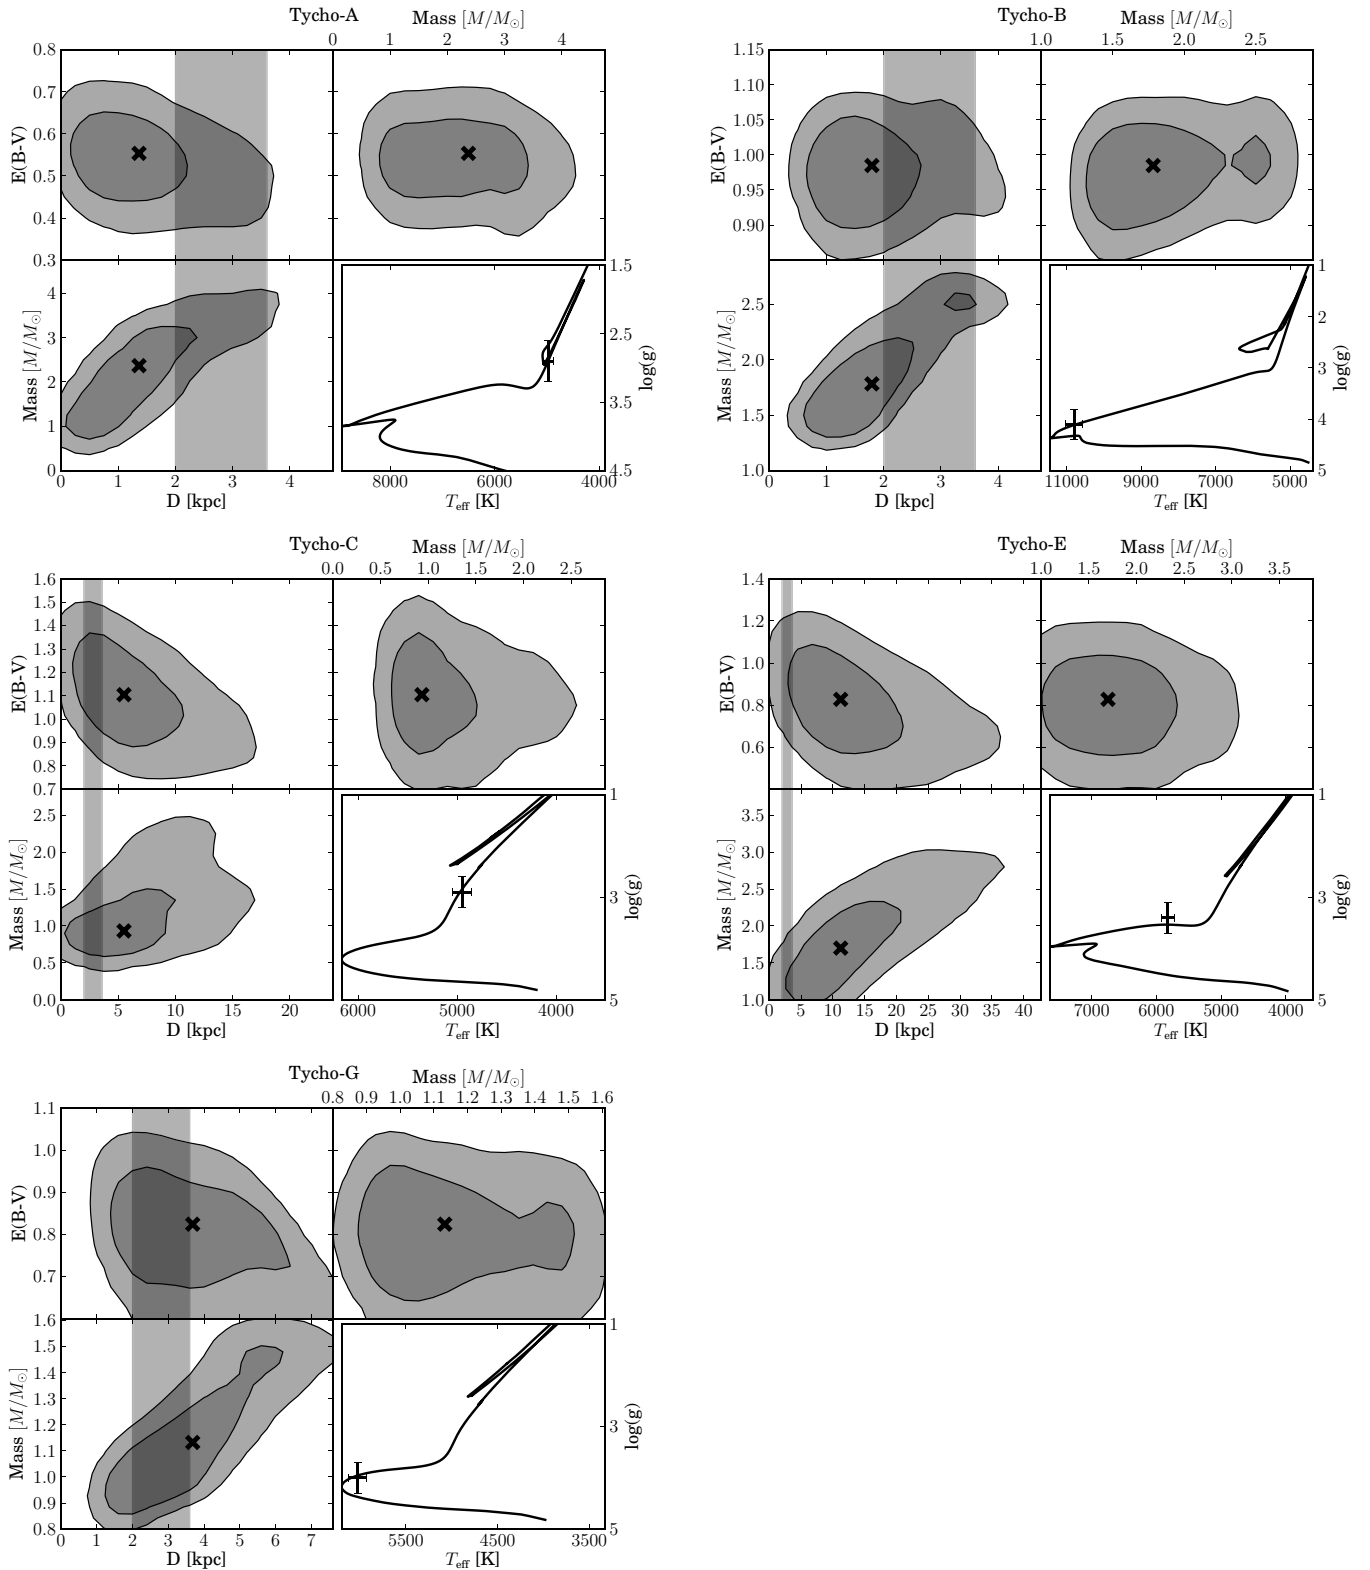 Tycho-A
Mass [M/M⊙]
0 1 2 3 4
0.8
0.7
0.6
0.5
0.4
0.3
E(B-V)
4
3
2
1
0
Mass [M/M⊙]
1.5
2.5
3.5
4.5
log(g)
0 1 2 3 4
D [kpc]
8000 6000 4000
Teff [K]
Tycho-B
Mass [M/M⊙]
1.0 1.5 2.0 2.5
1.15
1.10
1.05
1.00
0.95
0.90
E(B-V)
2.5
2.0
1.5
1.0
Mass [M/M⊙]
1
2
3
4
5
log(g)
0 1 2 3 4
D [kpc]
11000 9000 7000 5000
Teff [K]
Tycho-C
Mass [M/M⊙]
0.0 0.5 1.0 1.5 2.0 2.5
1.6
1.5
1.4
1.3
1.2
1.1
1.0
0.9
0.8
0.7
E(B-V)
2.5
2.0
1.5
1.0
0.5
0.0
Mass [M/M⊙]
1
3
5
log(g)
0 5 10 15 20
D [kpc]
6000 5000 4000
Teff [K]
Tycho-E
Mass [M/M⊙]
1.0 1.5 2.0 2.5 3.0 3.5
1.4
1.2
1.0
0.8
0.6
E(B-V)
3.5
3.0
2.5
2.0
1.5
1.0
Mass [M/M⊙]
1
3
5
log(g)
0 5 10 15 20 25 30 35 40
D [kpc]
7000 6000 5000 4000
Teff [K]
Tycho-G
Mass [M/M⊙]
0.8 0.9 1.0 1.1 1.2 1.3 1.4 1.5 1.6
1.1
1.0
0.9
0.8
0.7
1.6
E(B-V)
1.5
1.4
1.3
1.2
1.1
1.0
0.9
0.8
Mass [M/M⊙]
1
3
5
log(g)
0 1 2 3 4 5 6 7
D [kpc]
5500 4500 3500
Teff [K]